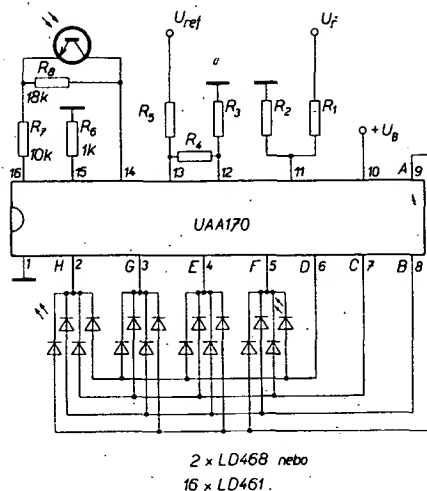 U_ref U_F
R8
18k
R7
10k
R6
1k
R5
R4
R3
R2
R1
+U_B
16 15 14 13 12 11 10 A 9
UAA170
1 H 2 G 3 E 4 F 5 D 6 C 7 B 8
2 x LD468 nebo
16 x LD461.